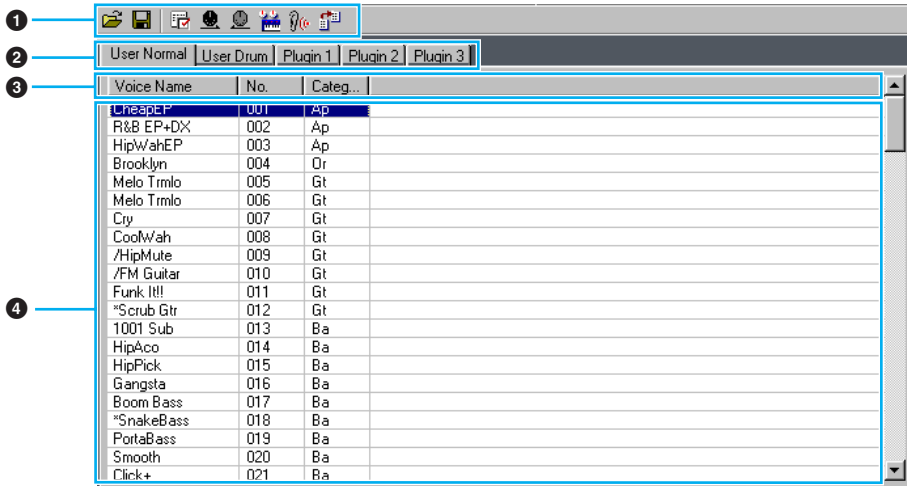 1
2
User Normal User Drum Plugin 1 Plugin 2 Plugin 3
3
Voice Name No. Categ...
CheapEP 001 Ap
R&B EP+DX 002 Ap
HipWahEP 003 Ap
Brooklyn 004 Or
Melo Trmlo 005 Gt
Melo Trmlo 006 Gt
Cry 007 Gt
CoolWah 008 Gt
/HipMute 009 Gt
/FM Guitar 010 Gt
Funk It!! 011 Gt
4
*Scrub Gtr 012 Gt
1001 Sub 013 Ba
HipAco 014 Ba
HipPick 015 Ba
Gangsta 016 Ba
Boom Bass 017 Ba
*SnakeBass 018 Ba
PortaBass 019 Ba
Smooth 020 Ba
Click+ 021 Ba